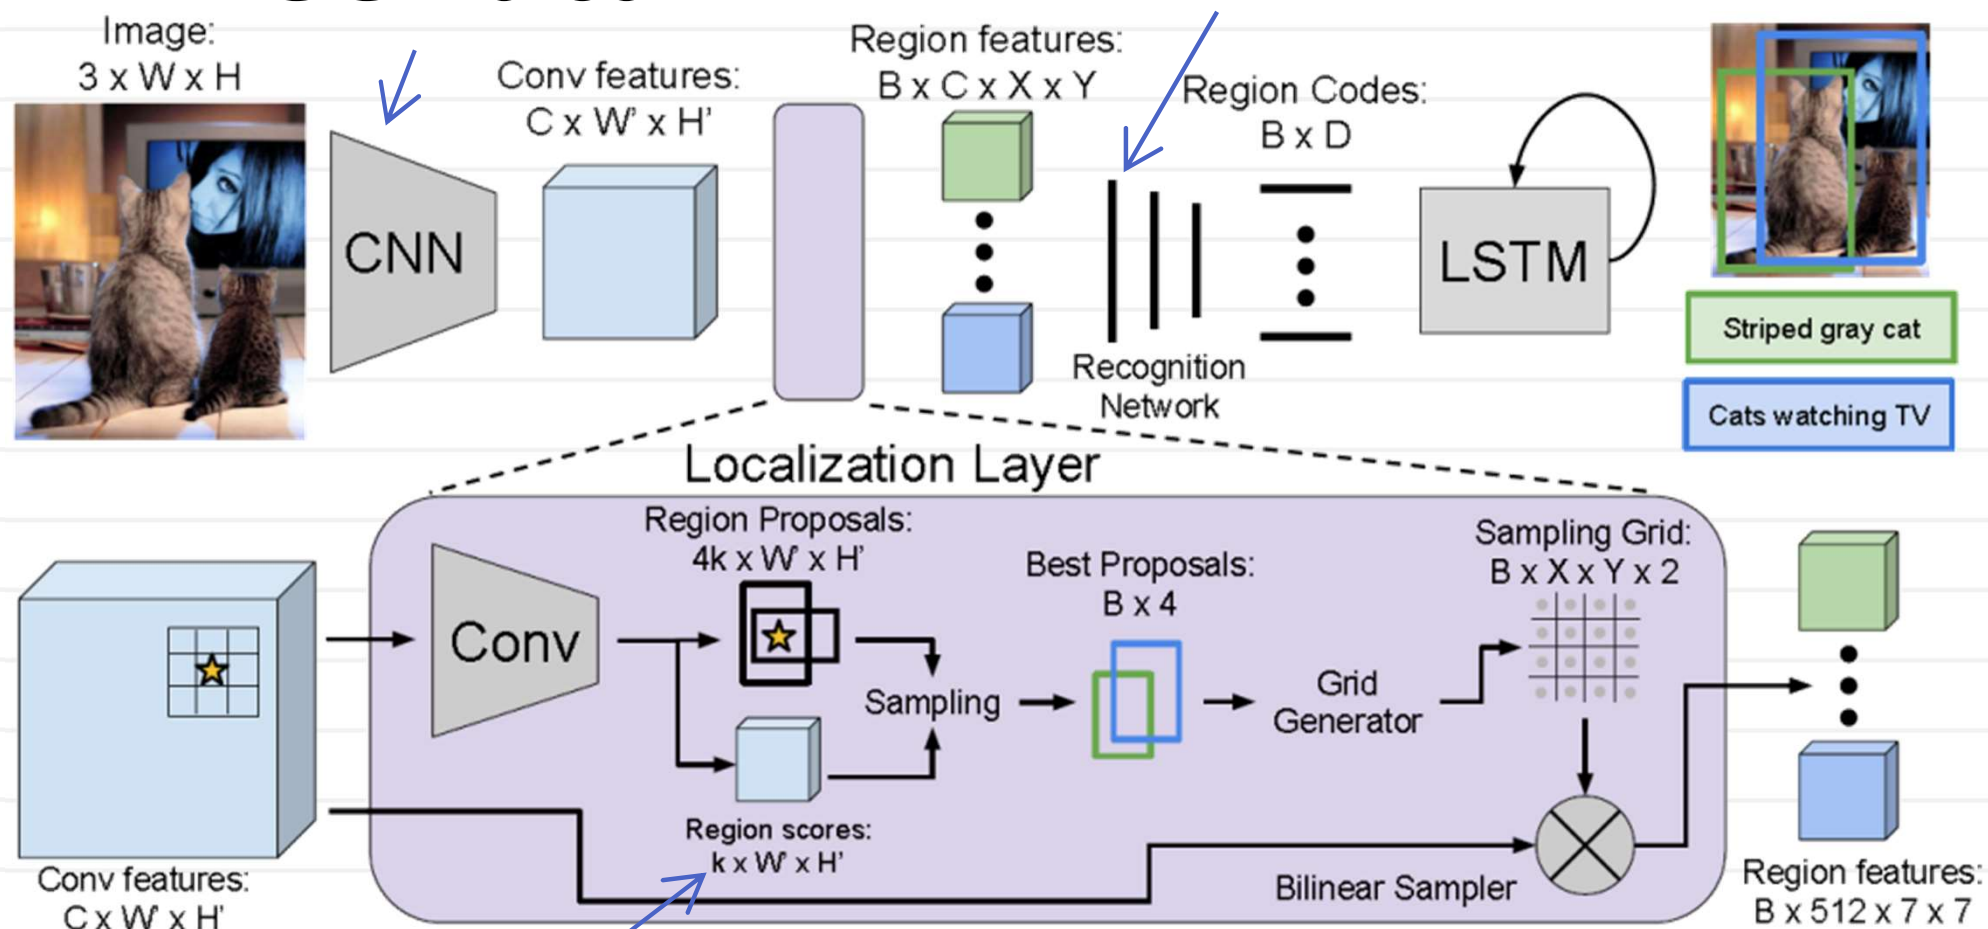 Image:
3 x W x H
CNN
Conv features:
C x W' x H'
Region features:
B x C x X x Y
Recognition
Network
Region Codes:
B x D
LSTM
Striped gray cat
Cats watching TV
Localization Layer
Conv features:
C x W' x H'
Conv
Region Proposals:
4k x W' x H'
Region scores:
k x W' x H'
Sampling
Best Proposals:
B x 4
Grid
Generator
Sampling Grid:
B x X x Y x 2
Bilinear Sampler
Region features:
B x 512 x 7 x 7